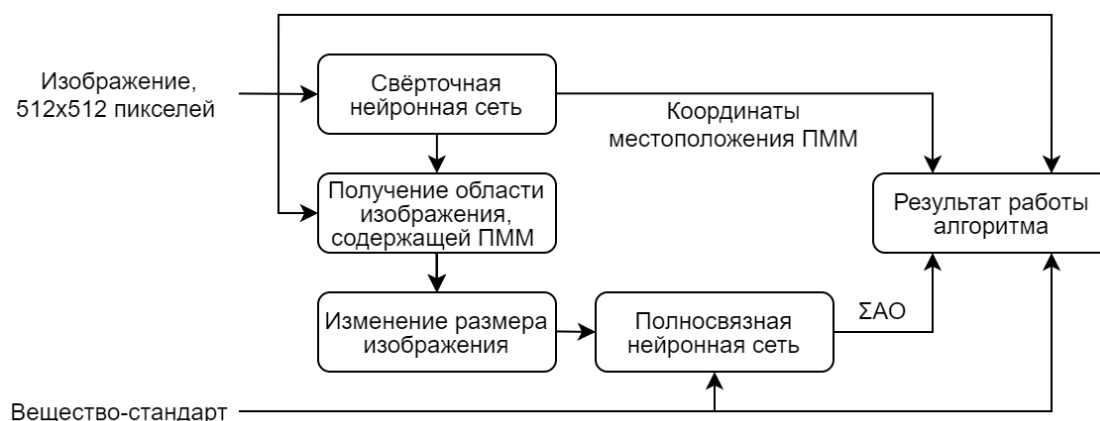 Изображение,
512x512 пикселей
Свёрточная
нейронная сеть
Координаты
местоположения ПММ
Получение области
изображения,
содержащей ПММ
Результат работы
алгоритма
Изменение размера
изображения
Полносвязная
нейронная сеть
ΣАО
Вещество-стандарт